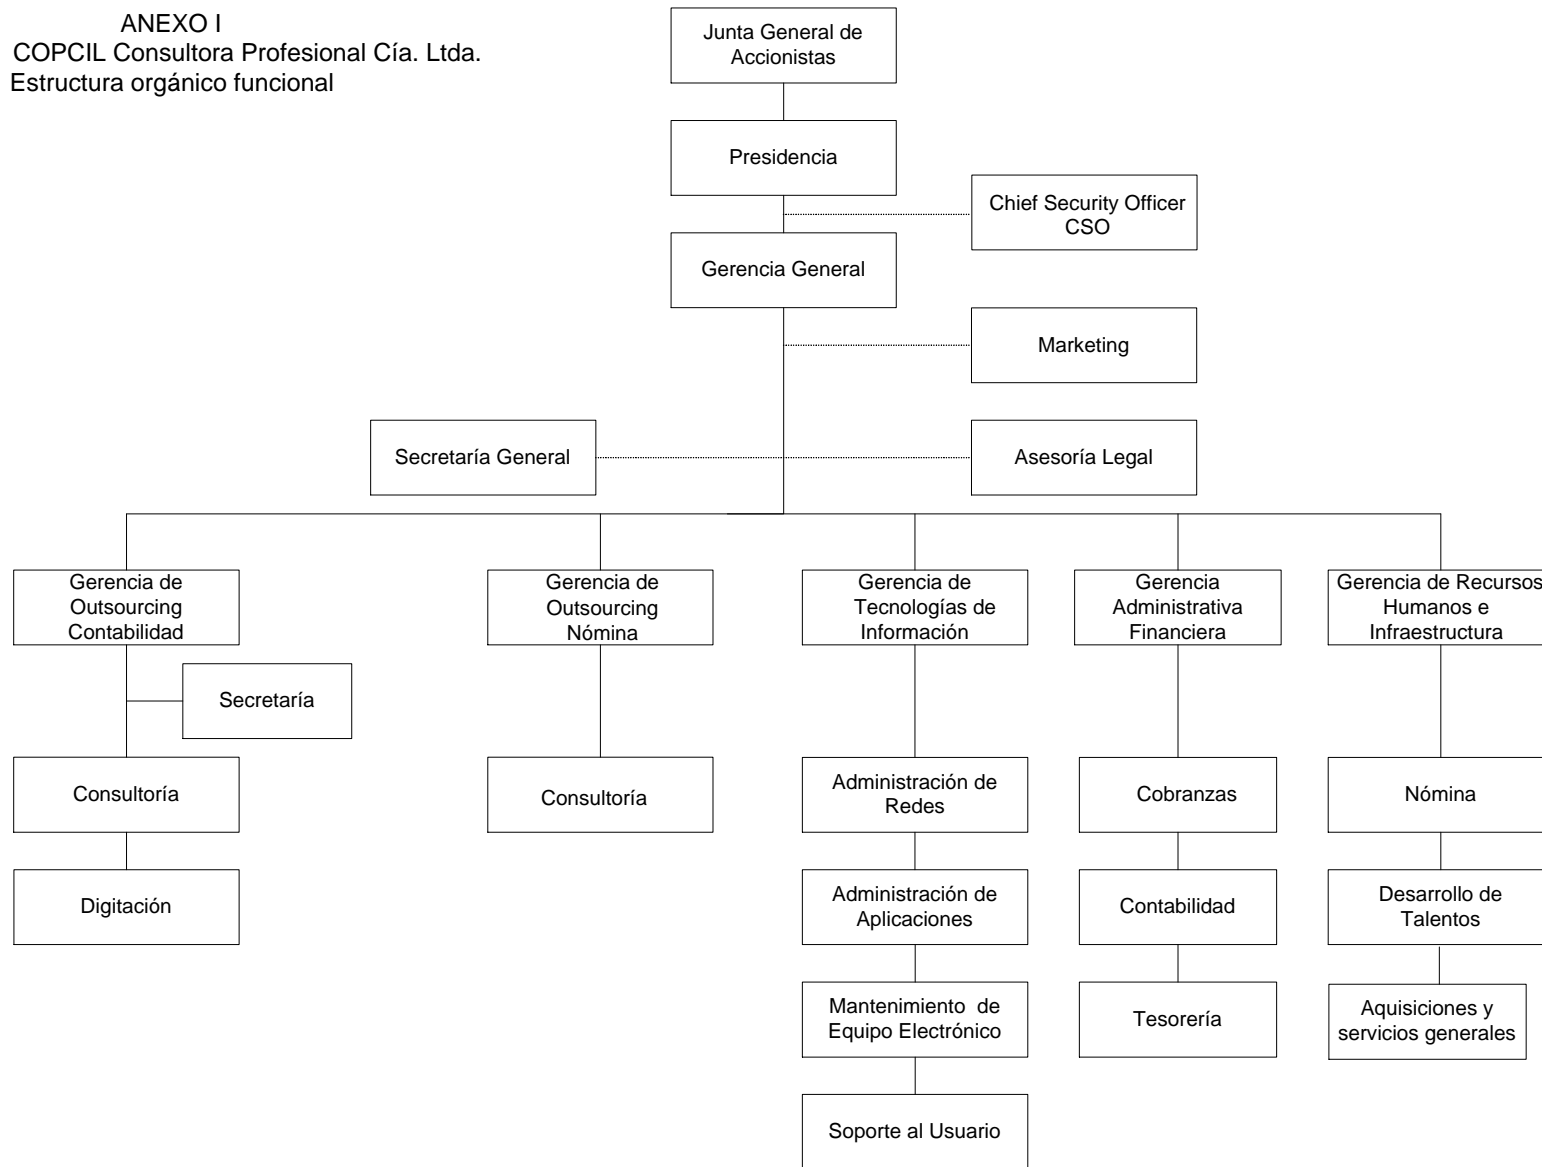 ANEXO I
COPCIL Consultora Profesional Cía. Ltda.
Estructura orgánico funcional
Junta General de
Accionistas
Presidencia
Chief Security Officer
CSO
Gerencia General
Marketing
Secretaría General
Asesoría Legal
Gerencia de
Outsourcing
Contabilidad
Gerencia de
Outsourcing
Nómina
Gerencia de
Tecnologías de
Información
Gerencia
Administrativa
Financiera
Gerencia de Recursos
Humanos e
Infraestructura
Secretaría
Consultoría
Consultoría
Administración de
Redes
Cobranzas
Nómina
Digitación
Administración de
Aplicaciones
Contabilidad
Desarrollo de
Talentos
Mantenimiento de
Equipo Electrónico
Tesorería
Aquisiciones y
servicios generales
Soporte al Usuario